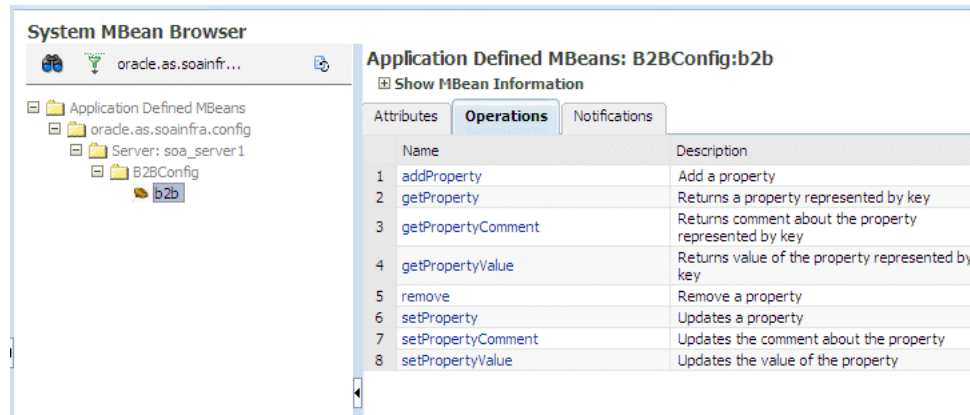 System MBean Browser
oracle.as.soainfr...
Application Defined MBeans
oracle.as.soainfra.config
Server: soa_server1
B2BConfig
b2b
Application Defined MBeans: B2BConfig:b2b
Show MBean Information
Attributes Operations Notifications
Name Description
1 addProperty Add a property
2 getProperty Returns a property represented by key
3 getPropertyComment Returns comment about the property
represented by key
4 getPropertyValue Returns value of the property represented by
key
5 remove Remove a property
6 setProperty Updates a property
7 setPropertyComment Updates the comment about the property
8 setPropertyValue Updates the value of the property